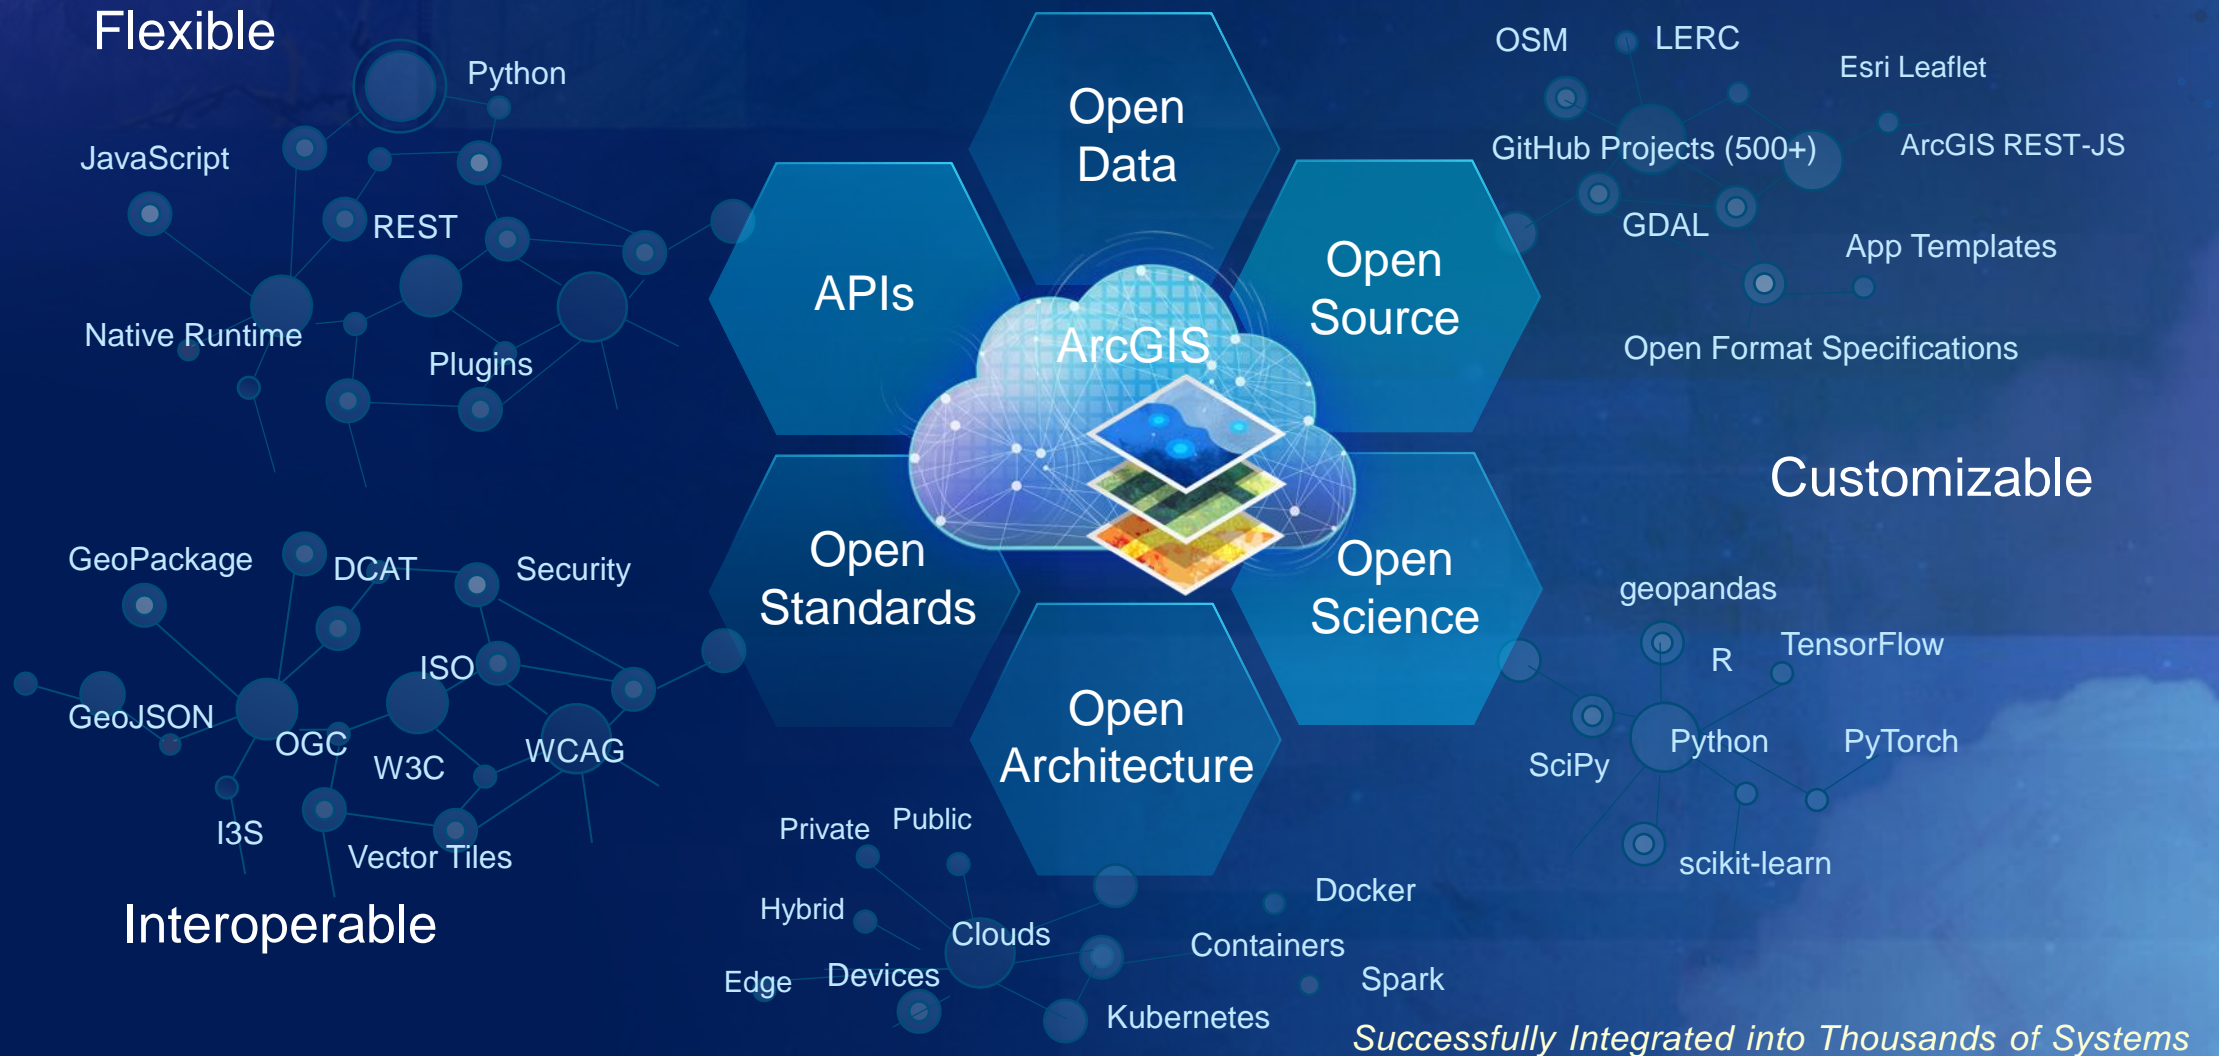 Flexible
Python
JavaScript
REST
Native Runtime
Plugins
Open
Data
APIs
Open
Source
ArcGIS
OSM
LERC
Esri Leaflet
GitHub Projects (500+)
ArcGIS REST-JS
GDAL
App Templates
Open Format Specifications
Customizable
Open
Standards
Open
Science
Open
Architecture
GeoPackage
DCAT
Security
ISO
GeoJSON
OGC
W3C
WCAG
I3S
Vector Tiles
Interoperable
geopandas
R
TensorFlow
SciPy
Python
PyTorch
scikit-learn
Private
Public
Hybrid
Clouds
Edge
Devices
Docker
Containers
Spark
Kubernetes
Successfully Integrated into Thousands of Systems